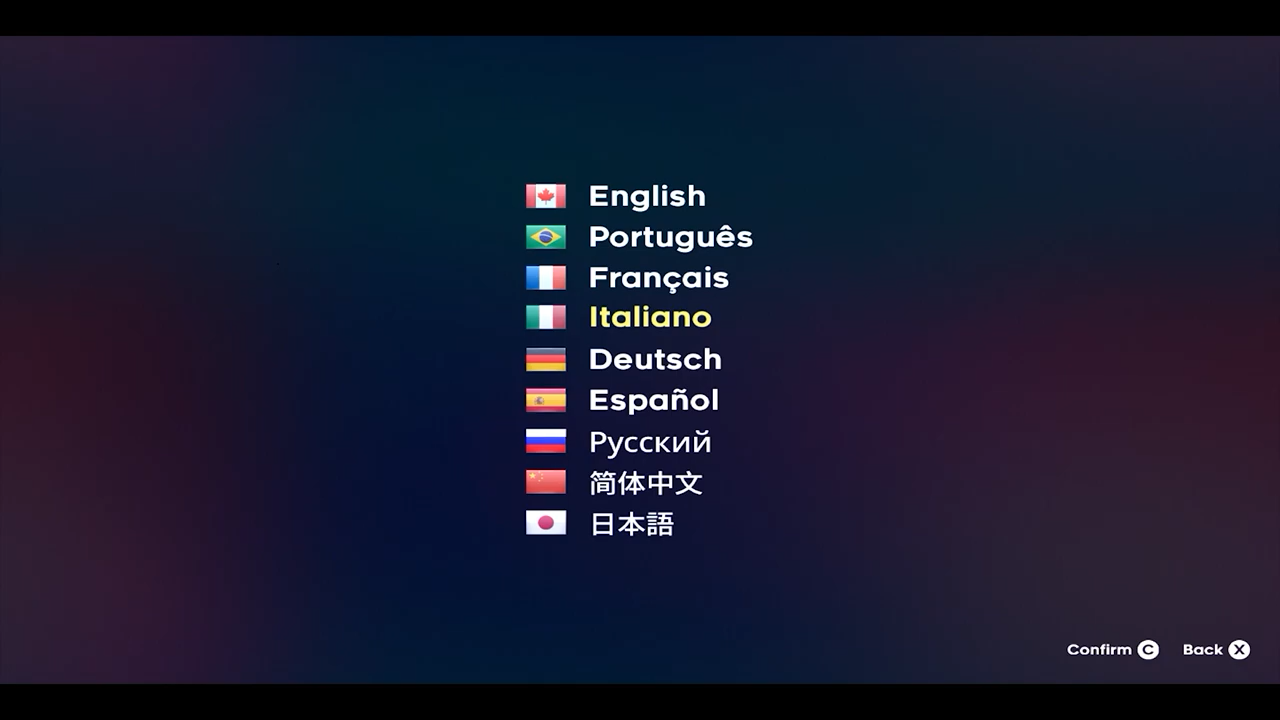 English
Português
Français
Italiano
Deutsch
Español
Русский
简体中文
日本語
Confirm C Back X